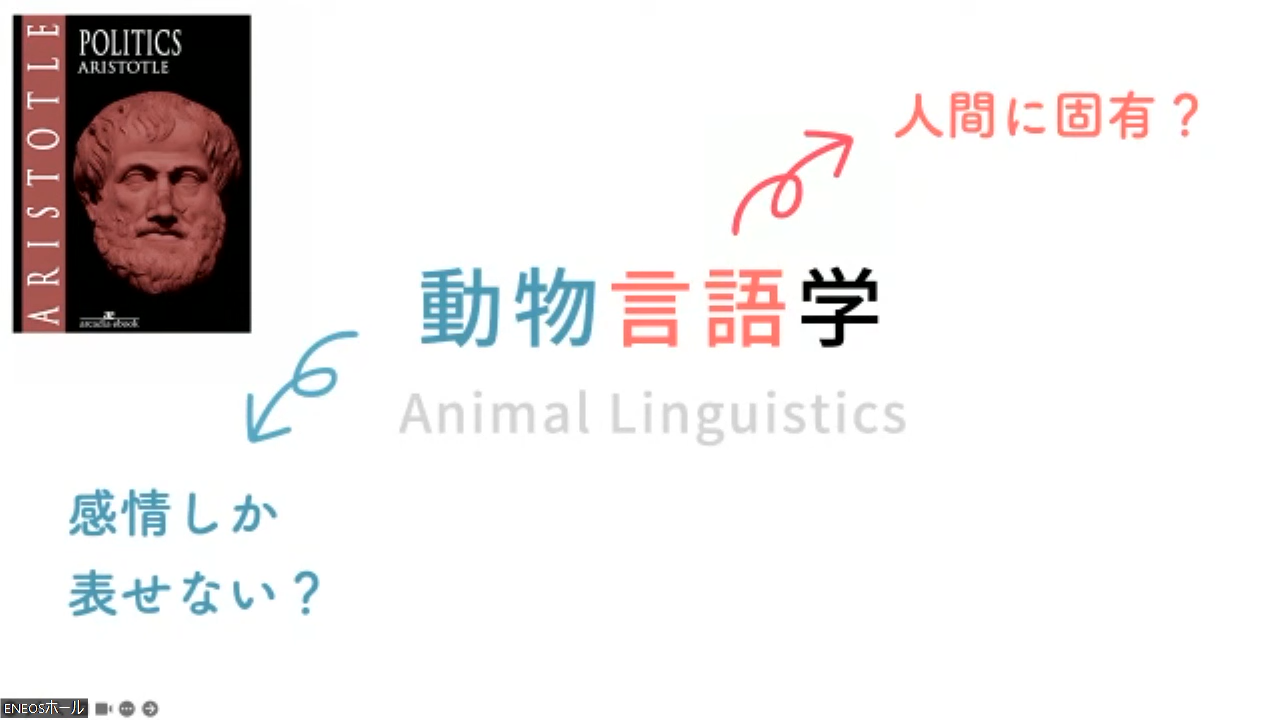 ARISTOTLE
POLITICS
ARISTOTLE
arcadia ebook
人間に固有？
動物言語学
Animal Linguistics
感情しか
表せない？
ENEOSホール